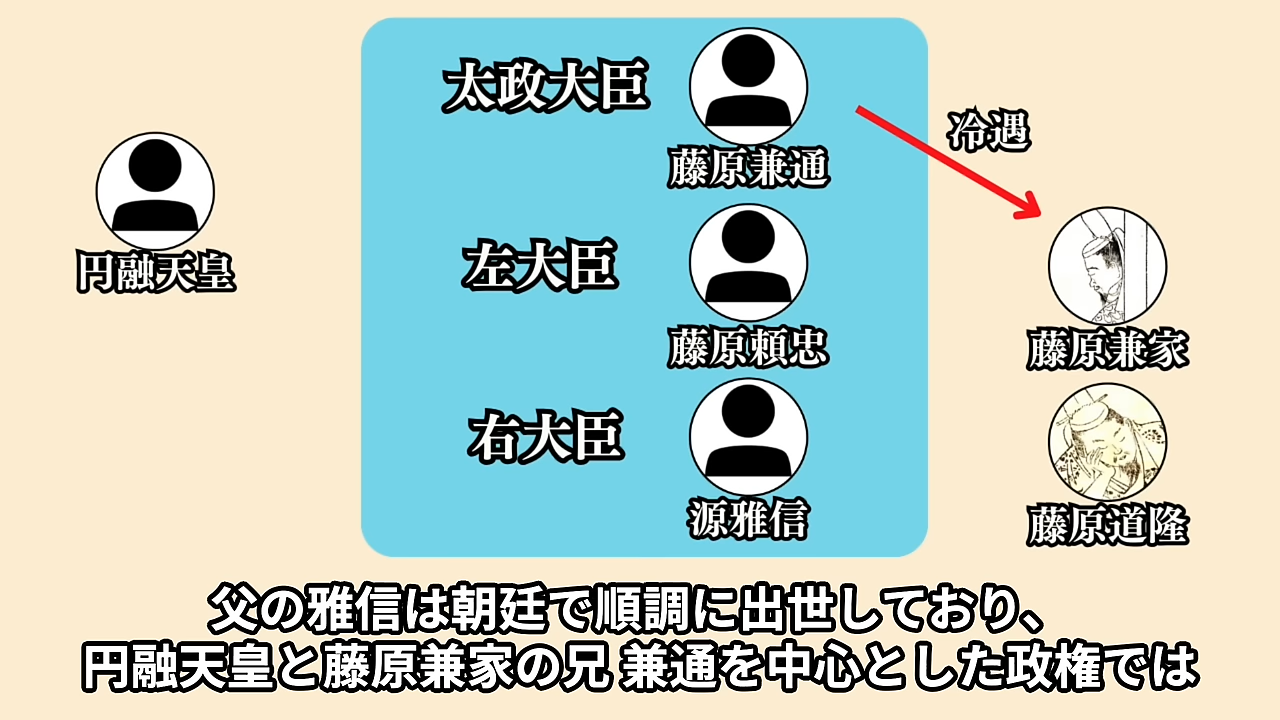 太政大臣
藤原兼通
冷遇
円融天皇
左大臣
藤原頼忠
藤原兼家
右大臣
源雅信
藤原道隆
父の雅信は朝廷で順調に出世しており、
円融天皇と藤原兼家の兄 兼通を中心とした政権では